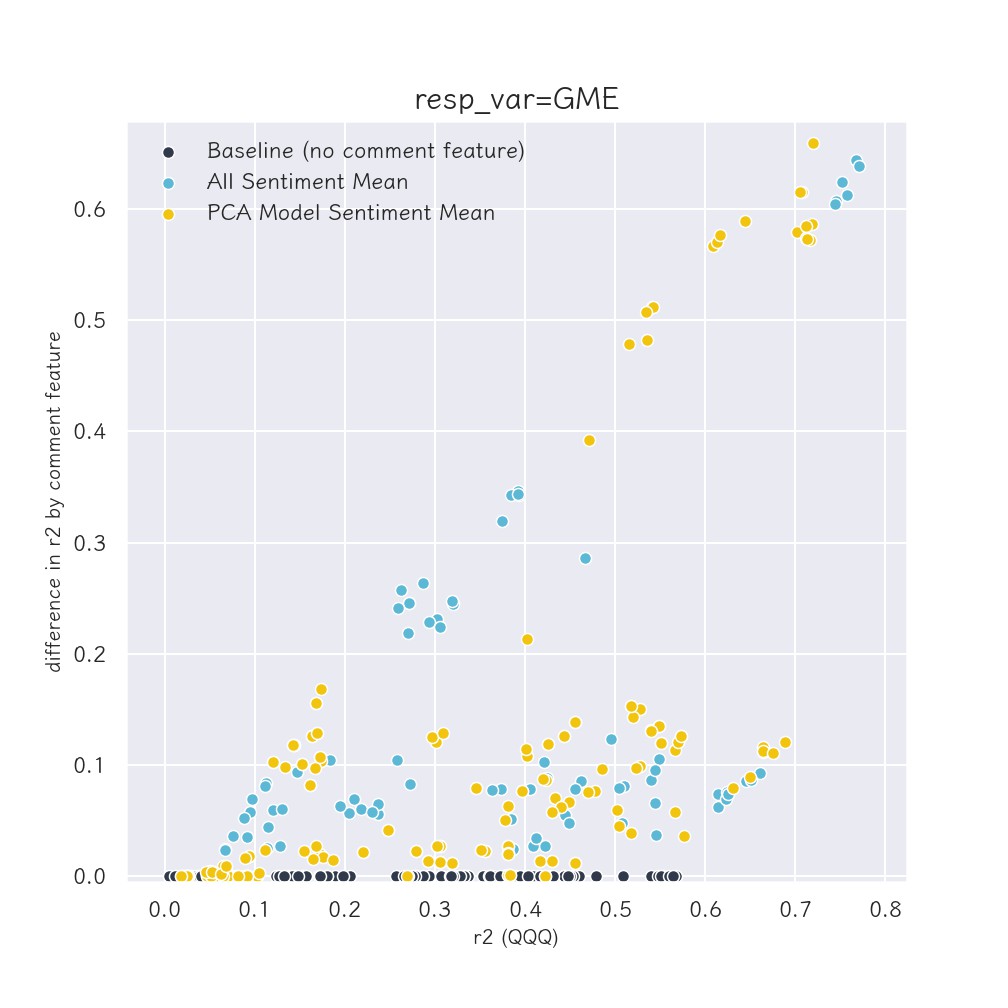 resp_var=GME
Baseline (no comment feature)
All Sentiment Mean
PCA Model Sentiment Mean
difference in r2 by comment feature
0.6
0.5
0.4
0.3
0.2
0.1
0.0
0.0 0.1 0.2 0.3 0.4 0.5 0.6 0.7 0.8
r2 (QQQ)